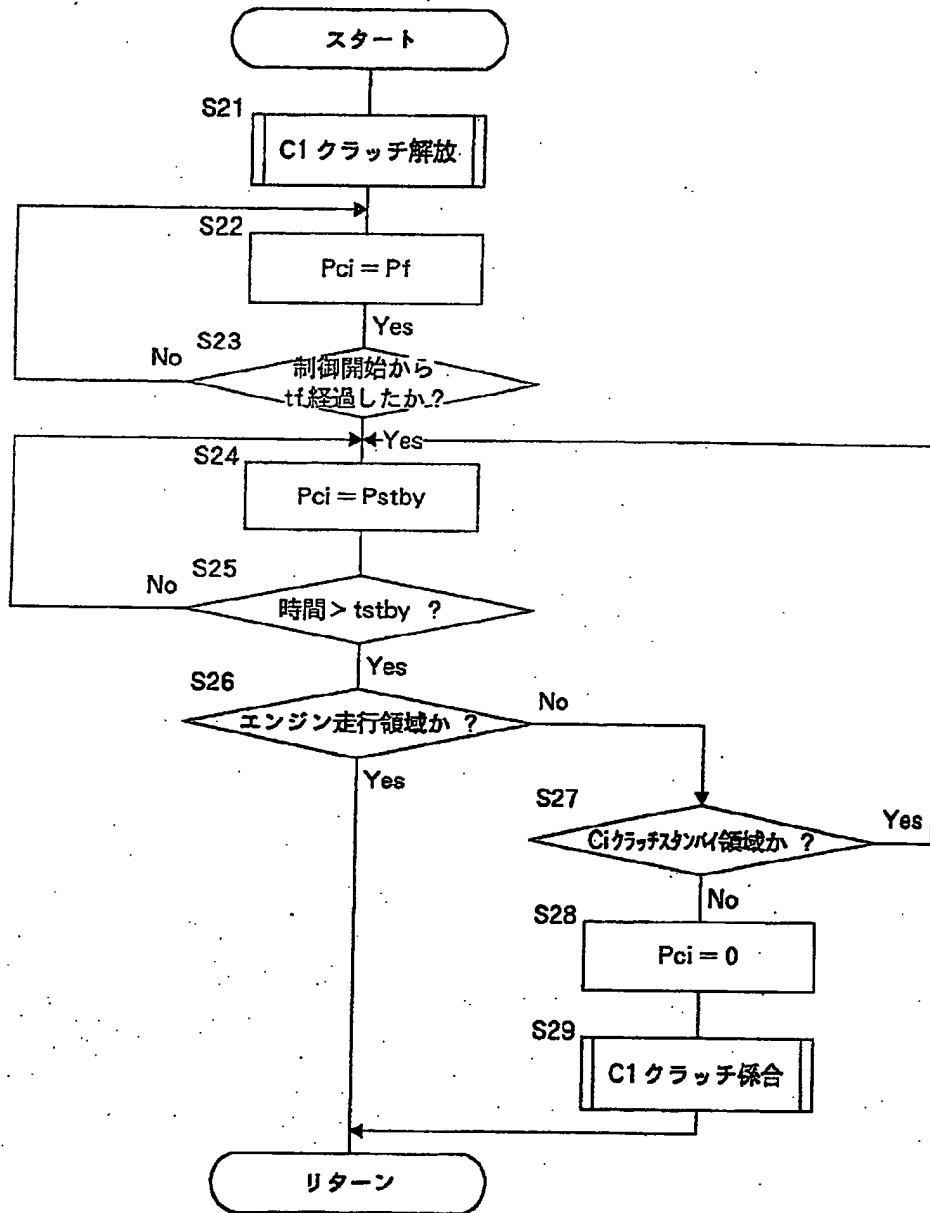 スタート
S21
C1 クラッチ解放
S22
Pci = Pf
Yes
S23
No
制御開始から
tf経過したか?
Yes
S24
Pci = Pstby
S25
No
時間 > tstby ?
Yes
S26
No
エンジン走行領域か ?
Yes
S27
Yes
Ciクラッチスタンバイ領域か ?
No
S28
Pci = 0
S29
C1 クラッチ係合
リターン